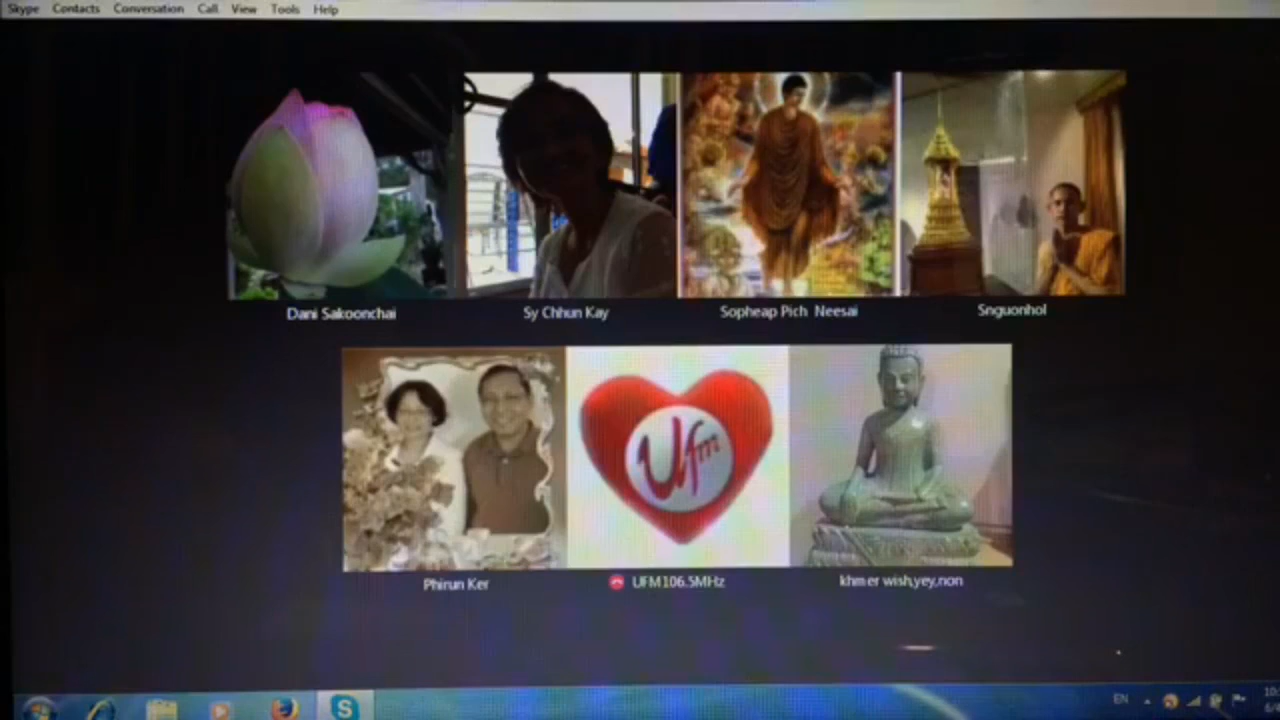 Skype Contacts Conversation Call View Tools Help
Dani Sakoonchai
Sy Chhun Kay
Sopheap Pich Neesai
Snguonhol
Ufm
Phirun Ker
UFM106.5MHz
khmer wish,yey,non
EN